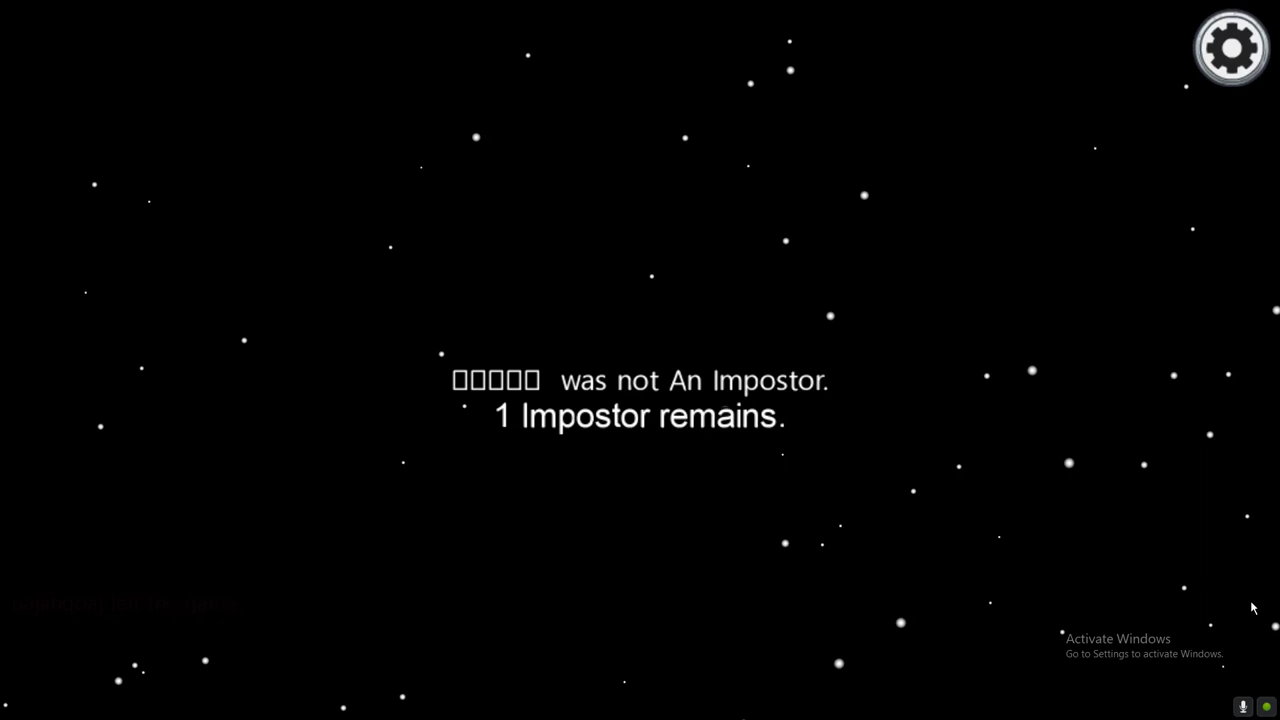 was not An Impostor.
1 Impostor remains.
Activate Windows
Go to Settings to activate Windows.